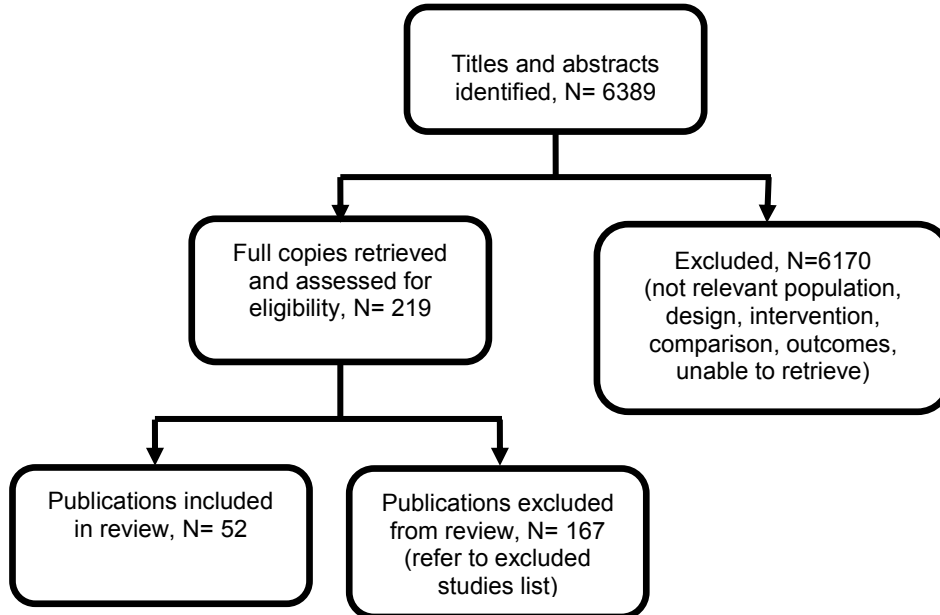 Titles and abstracts
identified, N= 6389
Full copies retrieved
and assessed for
eligibility, N= 219
Excluded, N=6170
(not relevant population,
design, intervention,
comparison, outcomes,
unable to retrieve)
Publications included
in review, N= 52
Publications excluded
from review, N= 167
(refer to excluded
studies list)